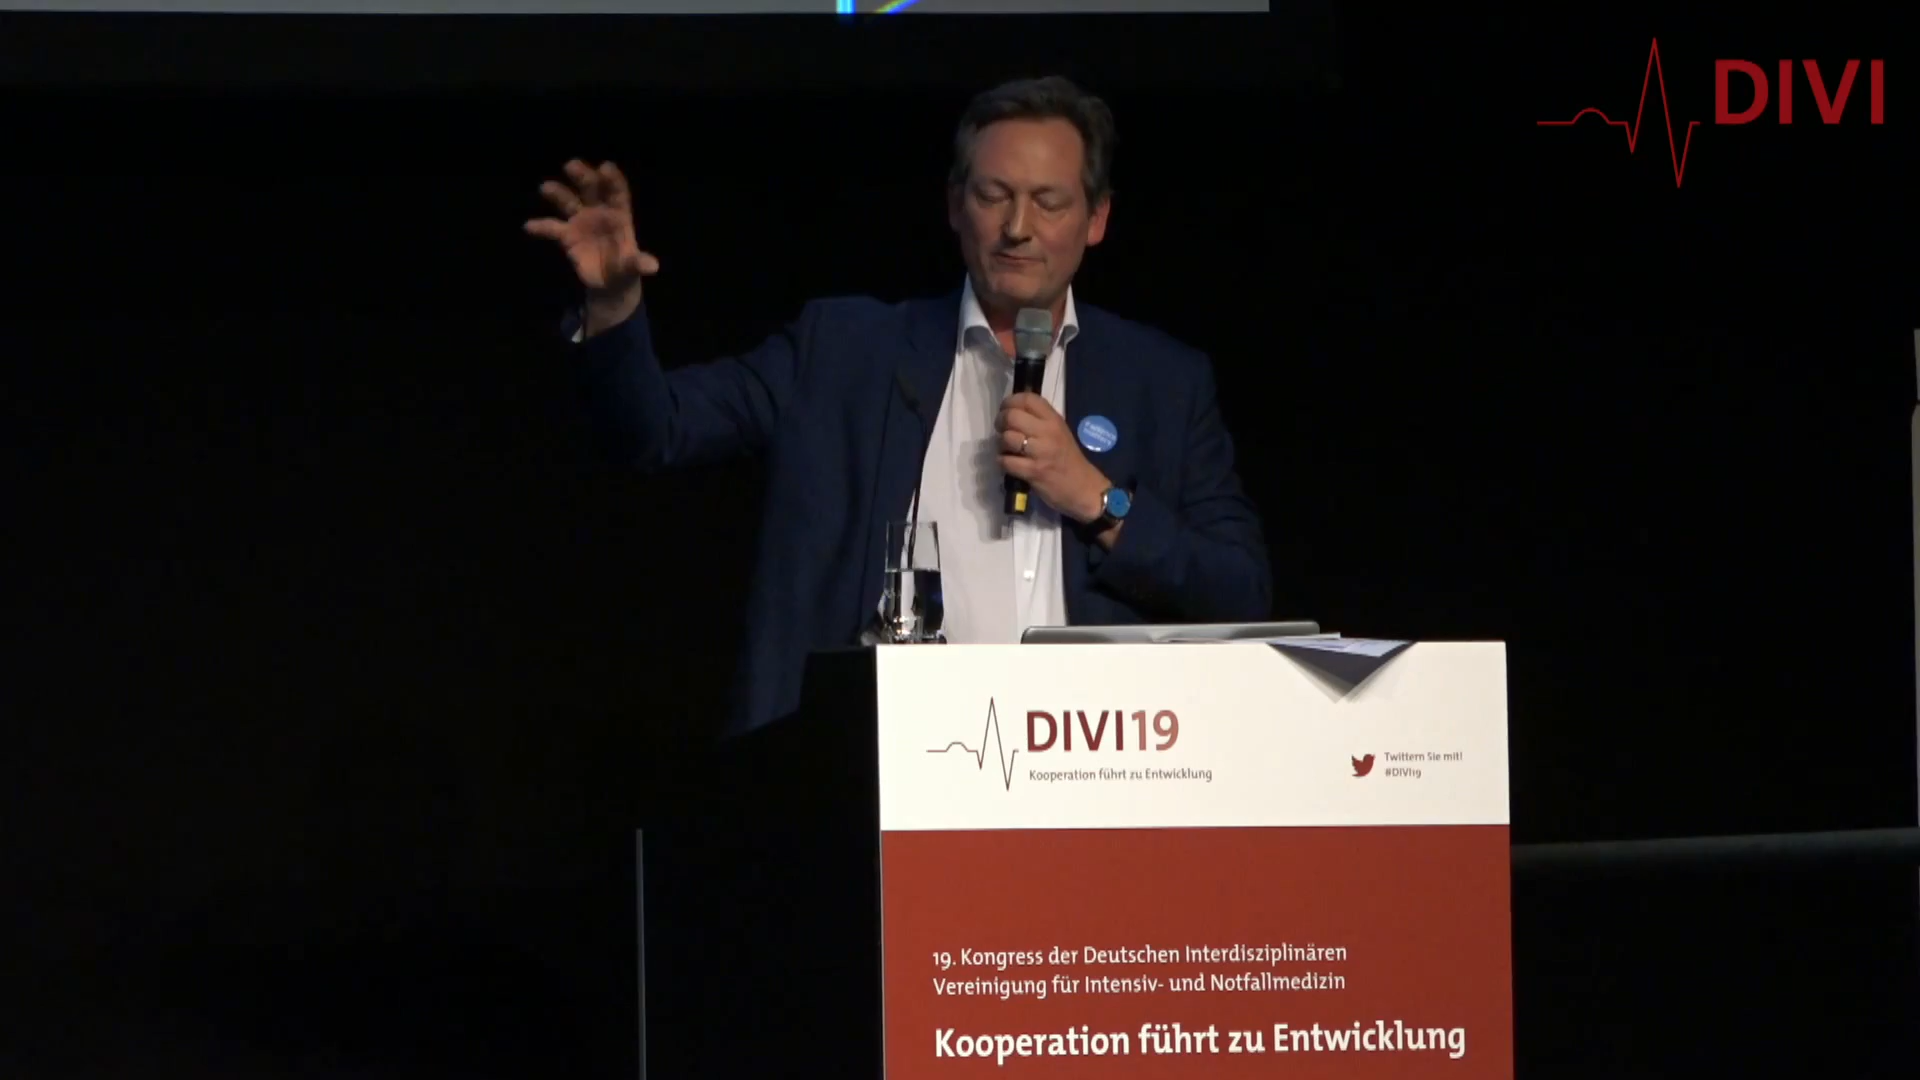 DIVI
DIVI19
Kooperation führt zu Entwicklung
Twittern Sie mit!
#DIVI19
19. Kongress der Deutschen Interdisziplinären
Vereinigung für Intensiv- und Notfallmedizin
Kooperation führt zu Entwicklung